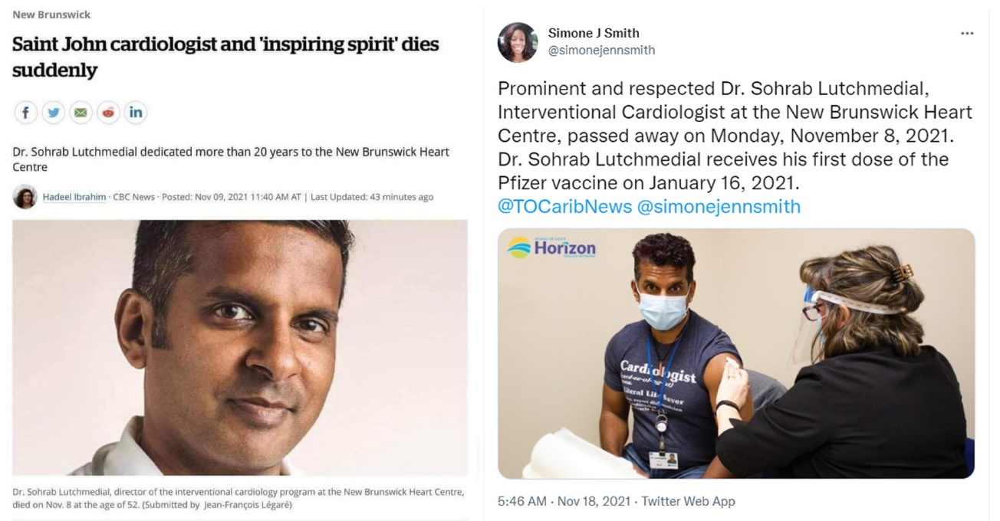 New Brunswick
Saint John cardiologist and 'inspiring spirit' dies
suddenly
Dr. Sohrab Lutchmedial dedicated more than 20 years to the New Brunswick Heart
Centre
Hadeel Ibrahim · CBC News · Posted: Nov 09, 2021 11:40 AM AT | Last Updated: 43 minutes ago
Dr. Sohrab Lutchmedial, director of the interventional cardiology program at the New Brunswick Heart Centre,
died on Nov. 8 at the age of 52. (Submitted by Jean-François Légaré)
Simone J Smith
@simonejennsmith
Prominent and respected Dr. Sohrab Lutchmedial,
Interventional Cardiologist at the New Brunswick Heart
Centre, passed away on Monday, November 8, 2021.
Dr. Sohrab Lutchmedial receives his first dose of the
Pfizer vaccine on January 16, 2021.
@TOCaribNews @simonejennsmith
Horizon
Cardiologist
Literal Life Saver
5:46 AM · Nov 18, 2021 · Twitter Web App